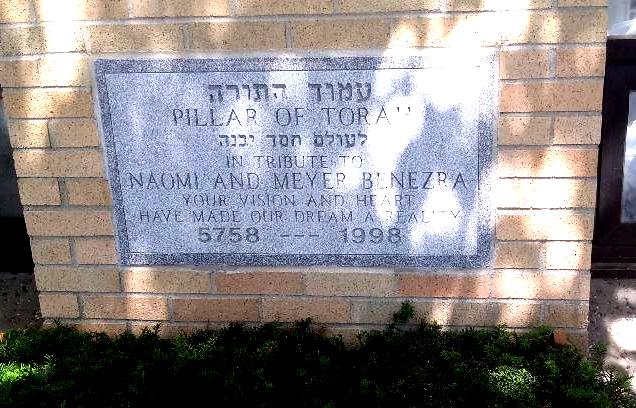 עמוד התורה
PILLAR OF TORAH
לעולם חסד יבנה
IN TRIBUTE TO
NAOMI AND MEYER BENEZRA
YOUR VISION AND HEART
HAVE MADE OUR DREAM A REALITY
5758 --- 1998